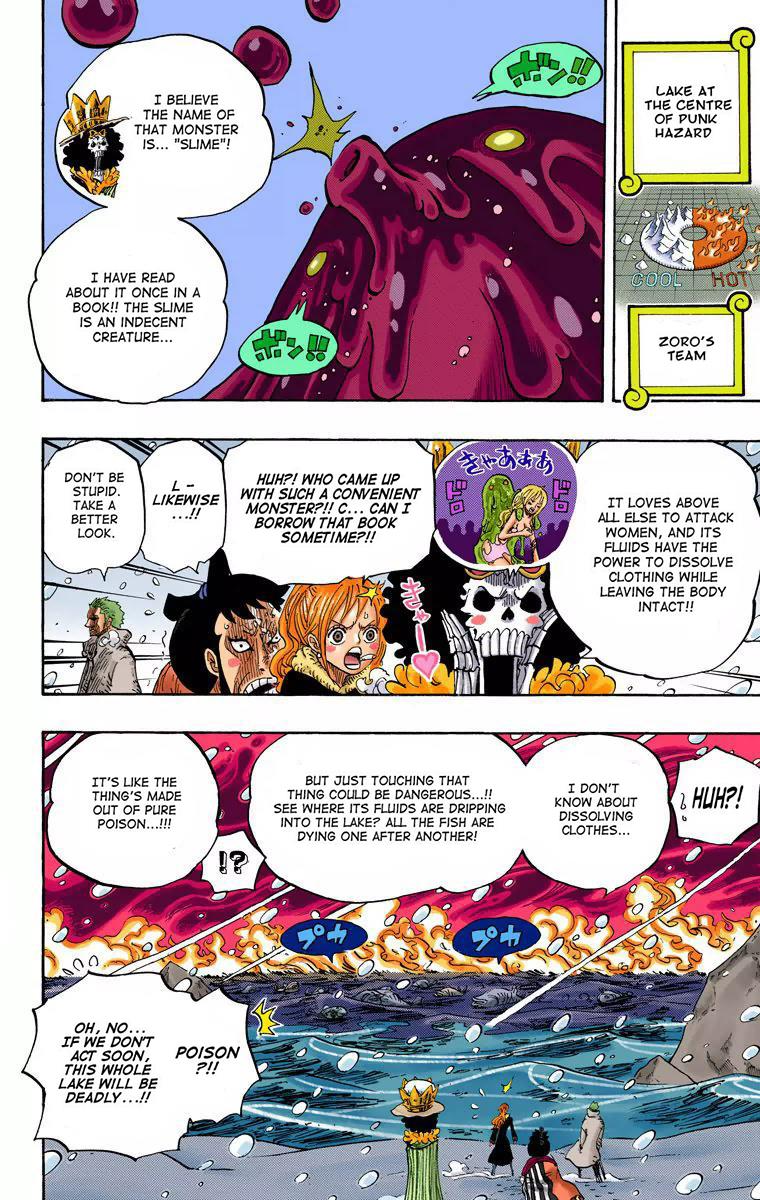 LAKE AT
THE CENTRE
OF PUNK
HAZARD
COOL HOT
ZORO'S
TEAM
ボン!!
I BELIEVE
THE NAME OF
THAT MONSTER
IS... "SLIME"!
I HAVE READ
ABOUT IT ONCE IN A
BOOK!! THE SLIME
IS AN INDECENT
CREATURE...
ボン!!
IT LOVES ABOVE
ALL ELSE TO ATTACK
WOMEN, AND ITS
FLUIDS HAVE THE
POWER TO DISSOLVE
CLOTHING WHILE
LEAVING THE BODY
INTACT!!
きゃあああ
ドロ
ドロ
きゃー♥
HUH?! WHO CAME UP
WITH SUCH A CONVENIENT
MONSTER?!! C... CAN I
BORROW THAT BOOK
SOMETIME?!!
L -
LIKEWISE
...!!
DON'T BE
STUPID.
TAKE A
BETTER
LOOK.
HUH?!
I DON'T
KNOW ABOUT
DISSOLVING
CLOTHES...
BUT JUST TOUCHING THAT
THING COULD BE DANGEROUS...!!
SEE WHERE ITS FLUIDS ARE DRIPPING
INTO THE LAKE? ALL THE FISH ARE
DYING ONE AFTER ANOTHER!
!?
IT'S LIKE THE
THING'S MADE
OUT OF PURE
POISON...!!!
プカ
プカ
POISON
?!!
OH, NO...
IF WE DON'T
ACT SOON,
THIS WHOLE
LAKE WILL BE
DEADLY...!!